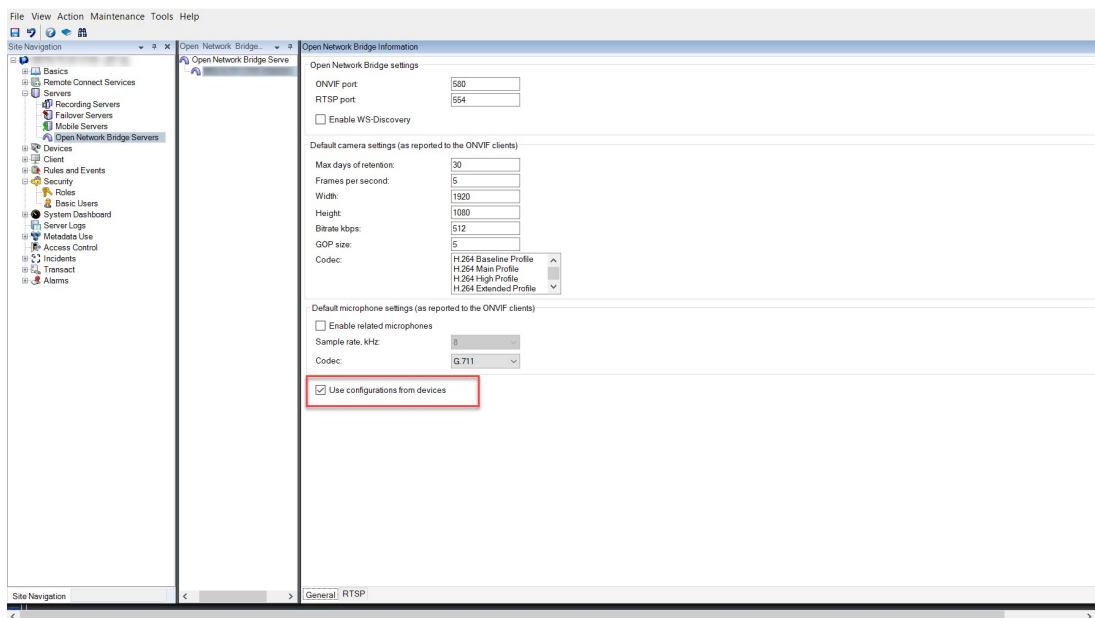 File View Action Maintenance Tools Help
Site Navigation
Basics
Remote Connect Services
Servers
Recording Servers
Failover Servers
Mobile Servers
Open Network Bridge Servers
Devices
Client
Rules and Events
Security
Roles
Basic Users
System Dashboard
Server Logs
Metadata Use
Access Control
Incidents
Transact
Alarms
Site Navigation
Open Network Bridge...
Open Network Bridge Serve
Open Network Bridge Information
Open Network Bridge settings
ONVIF port: 580
RTSP port: 554
Enable WS-Discovery
Default camera settings (as reported to the ONVIF clients)
Max days of retention: 30
Frames per second: 5
Width: 1920
Height: 1080
Bitrate kbps: 512
GOP size: 5
Codec: H.264 Baseline Profile
H.264 Main Profile
H.264 High Profile
H.264 Extended Profile
Default microphone settings (as reported to the ONVIF clients)
Enable related microphones
Sample rate, kHz: 8
Codec: G.711
Use configurations from devices
General RTSP